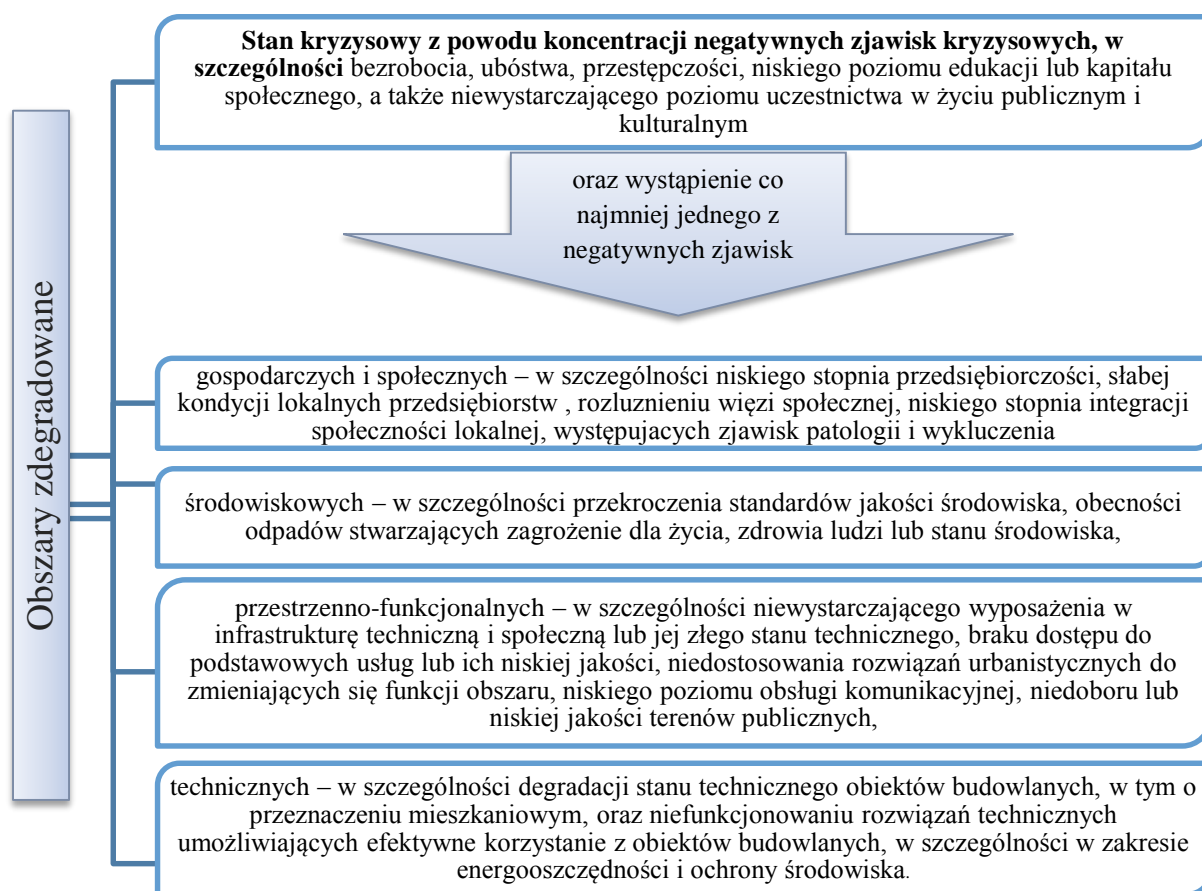 Obszary zdegradowane
Stan kryzysowy z powodu koncentracji negatywnych zjawisk kryzysowych, w
szczególności bezrobocia, ubóstwa, przestępczości, niskiego poziomu edukacji lub kapitału
społecznego, a także niewystarczającego poziomu uczestnictwa w życiu publicznym i
kulturalnym
oraz wystąpienie co
najmniej jednego z
negatywnych zjawisk
gospodarczych i społecznych – w szczególności niskiego stopnia przedsiębiorczości, słabej
kondycji lokalnych przedsiębiorstw , rozluznieniu więzi społecznej, niskiego stopnia integracji
społeczności lokalnej, występujacych zjawisk patologii i wykluczenia
środowiskowych – w szczególności przekroczenia standardów jakości środowiska, obecności
odpadów stwarzających zagrożenie dla życia, zdrowia ludzi lub stanu środowiska,
przestrzenno-funkcjonalnych – w szczególności niewystarczającego wyposażenia w
infrastrukturę techniczną i społeczną lub jej złego stanu technicznego, braku dostępu do
podstawowych usług lub ich niskiej jakości, niedostosowania rozwiązań urbanistycznych do
zmieniających się funkcji obszaru, niskiego poziomu obsługi komunikacyjnej, niedoboru lub
niskiej jakości terenów publicznych,
technicznych – w szczególności degradacji stanu technicznego obiektów budowlanych, w tym o
przeznaczeniu mieszkaniowym, oraz niefunkcjonowaniu rozwiązań technicznych
umożliwiających efektywne korzystanie z obiektów budowlanych, w szczególności w zakresie
energooszczędności i ochrony środowiska.